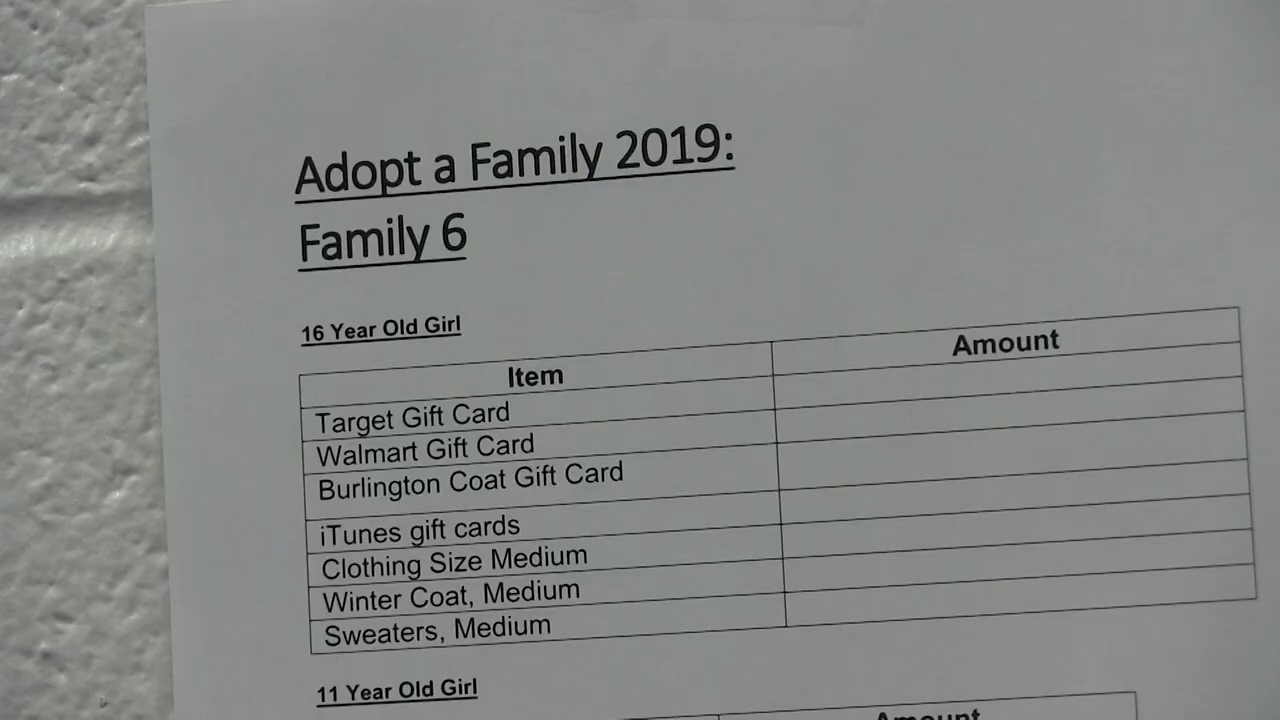 Adopt a Family 2019:
Family 6
16 Year Old Girl
Item Amount
Target Gift Card
Walmart Gift Card
Burlington Coat Gift Card
iTunes gift cards
Clothing Size Medium
Winter Coat, Medium
Sweaters, Medium
11 Year Old Girl
Amount